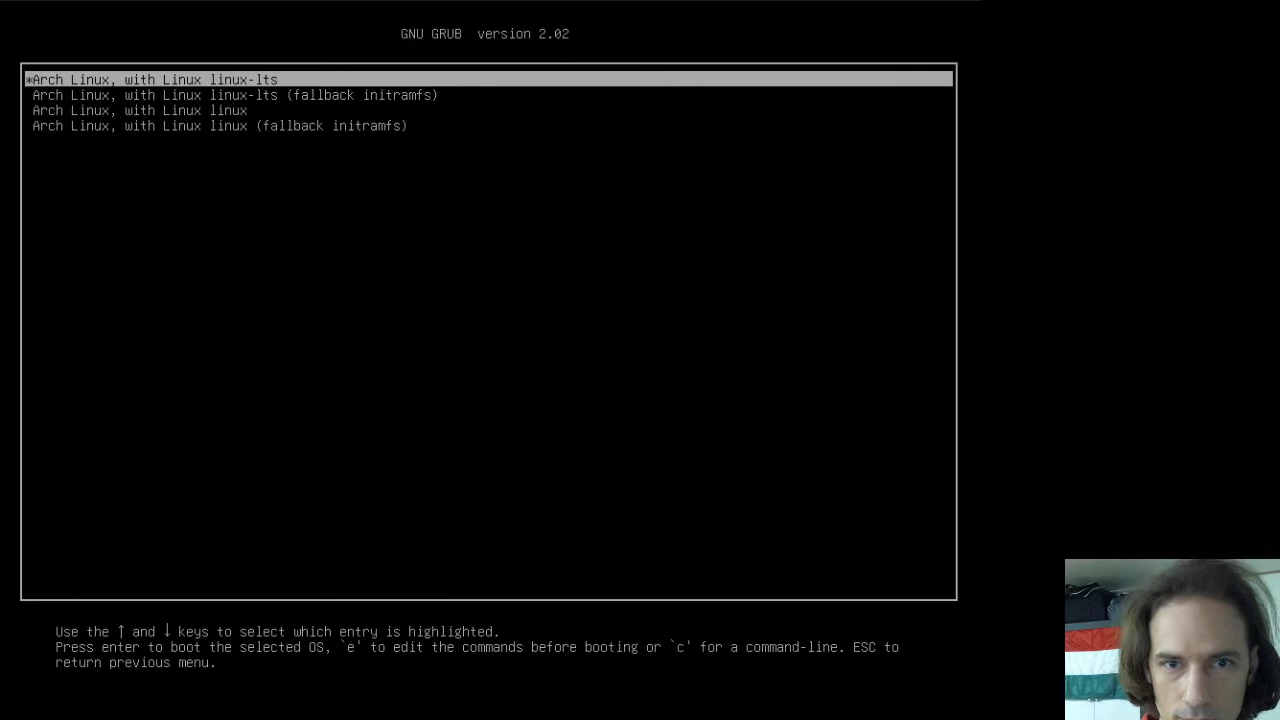 GNU GRUB  version 2.02
*Arch Linux, with Linux linux-lts
Arch Linux, with Linux linux-lts (fallback initramfs)
Arch Linux, with Linux linux
Arch Linux, with Linux linux (fallback initramfs)
Use the ↑ and ↓ keys to select which entry is highlighted.
Press enter to boot the selected OS, `e' to edit the commands before booting or `c' for a command-line. ESC to
return previous menu.